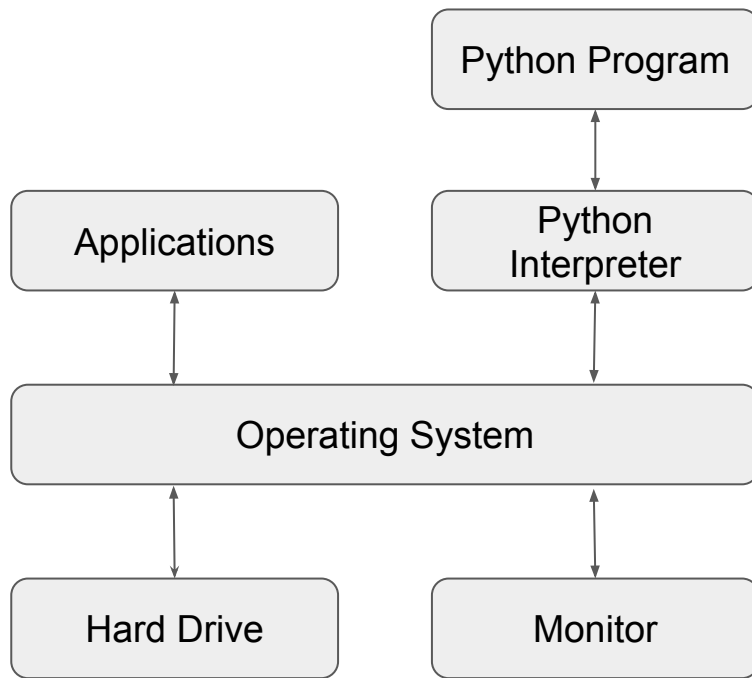 Python Program
Applications
Python
Interpreter
Operating System
Hard Drive
Monitor